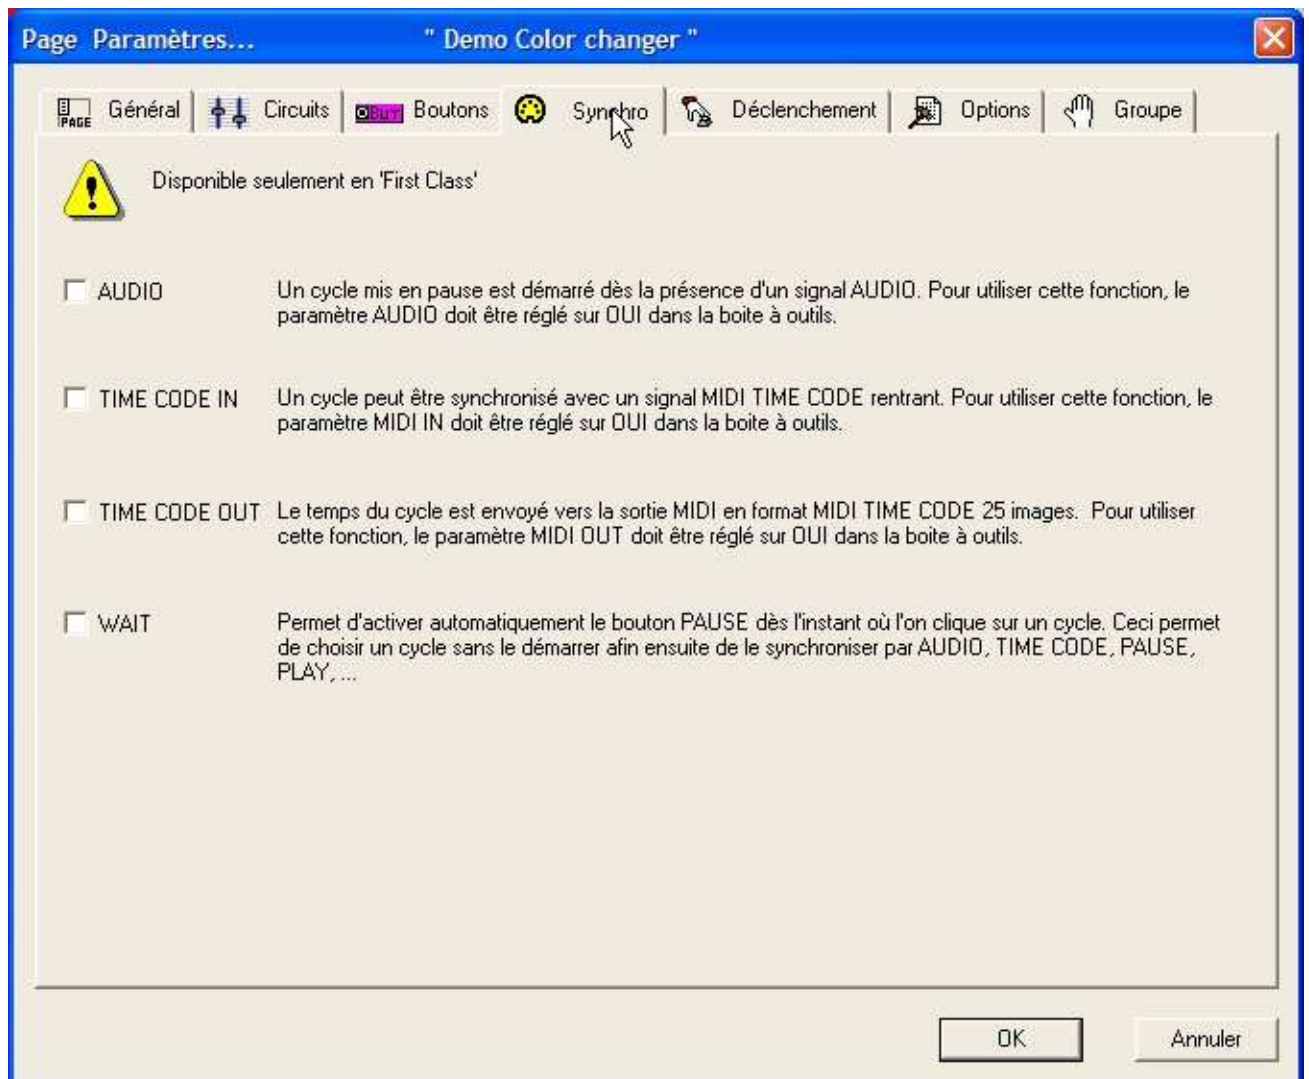 Page Paramètres... " Demo Color changer "
PAGE Général Circuits Boutons Synchro Déclenchement Options Groupe
Disponible seulement en 'First Class'
AUDIO Un cycle mis en pause est démarré dès la présence d'un signal AUDIO. Pour utiliser cette fonction, le
paramètre AUDIO doit être réglé sur OUI dans la boite à outils.
TIME CODE IN Un cycle peut être synchronisé avec un signal MIDI TIME CODE rentrant. Pour utiliser cette fonction, le
paramètre MIDI IN doit être réglé sur OUI dans la boite à outils.
TIME CODE OUT Le temps du cycle est envoyé vers la sortie MIDI en format MIDI TIME CODE 25 images. Pour utiliser
cette fonction, le paramètre MIDI OUT doit être réglé sur OUI dans la boite à outils.
WAIT Permet d'activer automatiquement le bouton PAUSE dès l'instant où l'on clique sur un cycle. Ceci permet
de choisir un cycle sans le démarrer afin ensuite de le synchroniser par AUDIO, TIME CODE, PAUSE,
PLAY, ...
OK Annuler